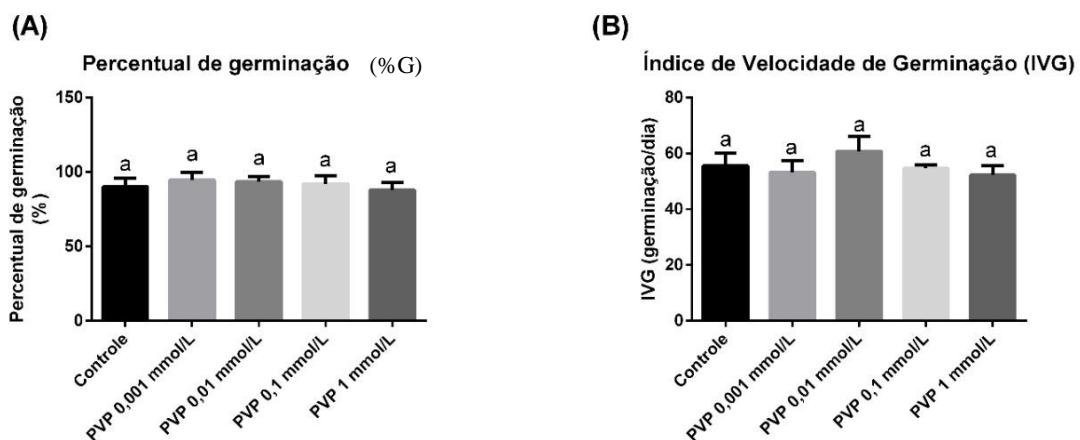 (A)
Percentual de germinação (%G)
Percentual de germinação
(%)
150
100
50
0
a
a
a
a
a
Controle
PVP 0,001 mmol/L
PVP 0,01 mmol/L
PVP 0,1 mmol/L
PVP 1 mmol/L
(B)
Índice de Velocidade de Germinação (IVG)
IVG (germinação/dia)
80
60
40
20
0
a
a
a
a
a
Controle
PVP 0,001 mmol/L
PVP 0,01 mmol/L
PVP 0,1 mmol/L
PVP 1 mmol/L